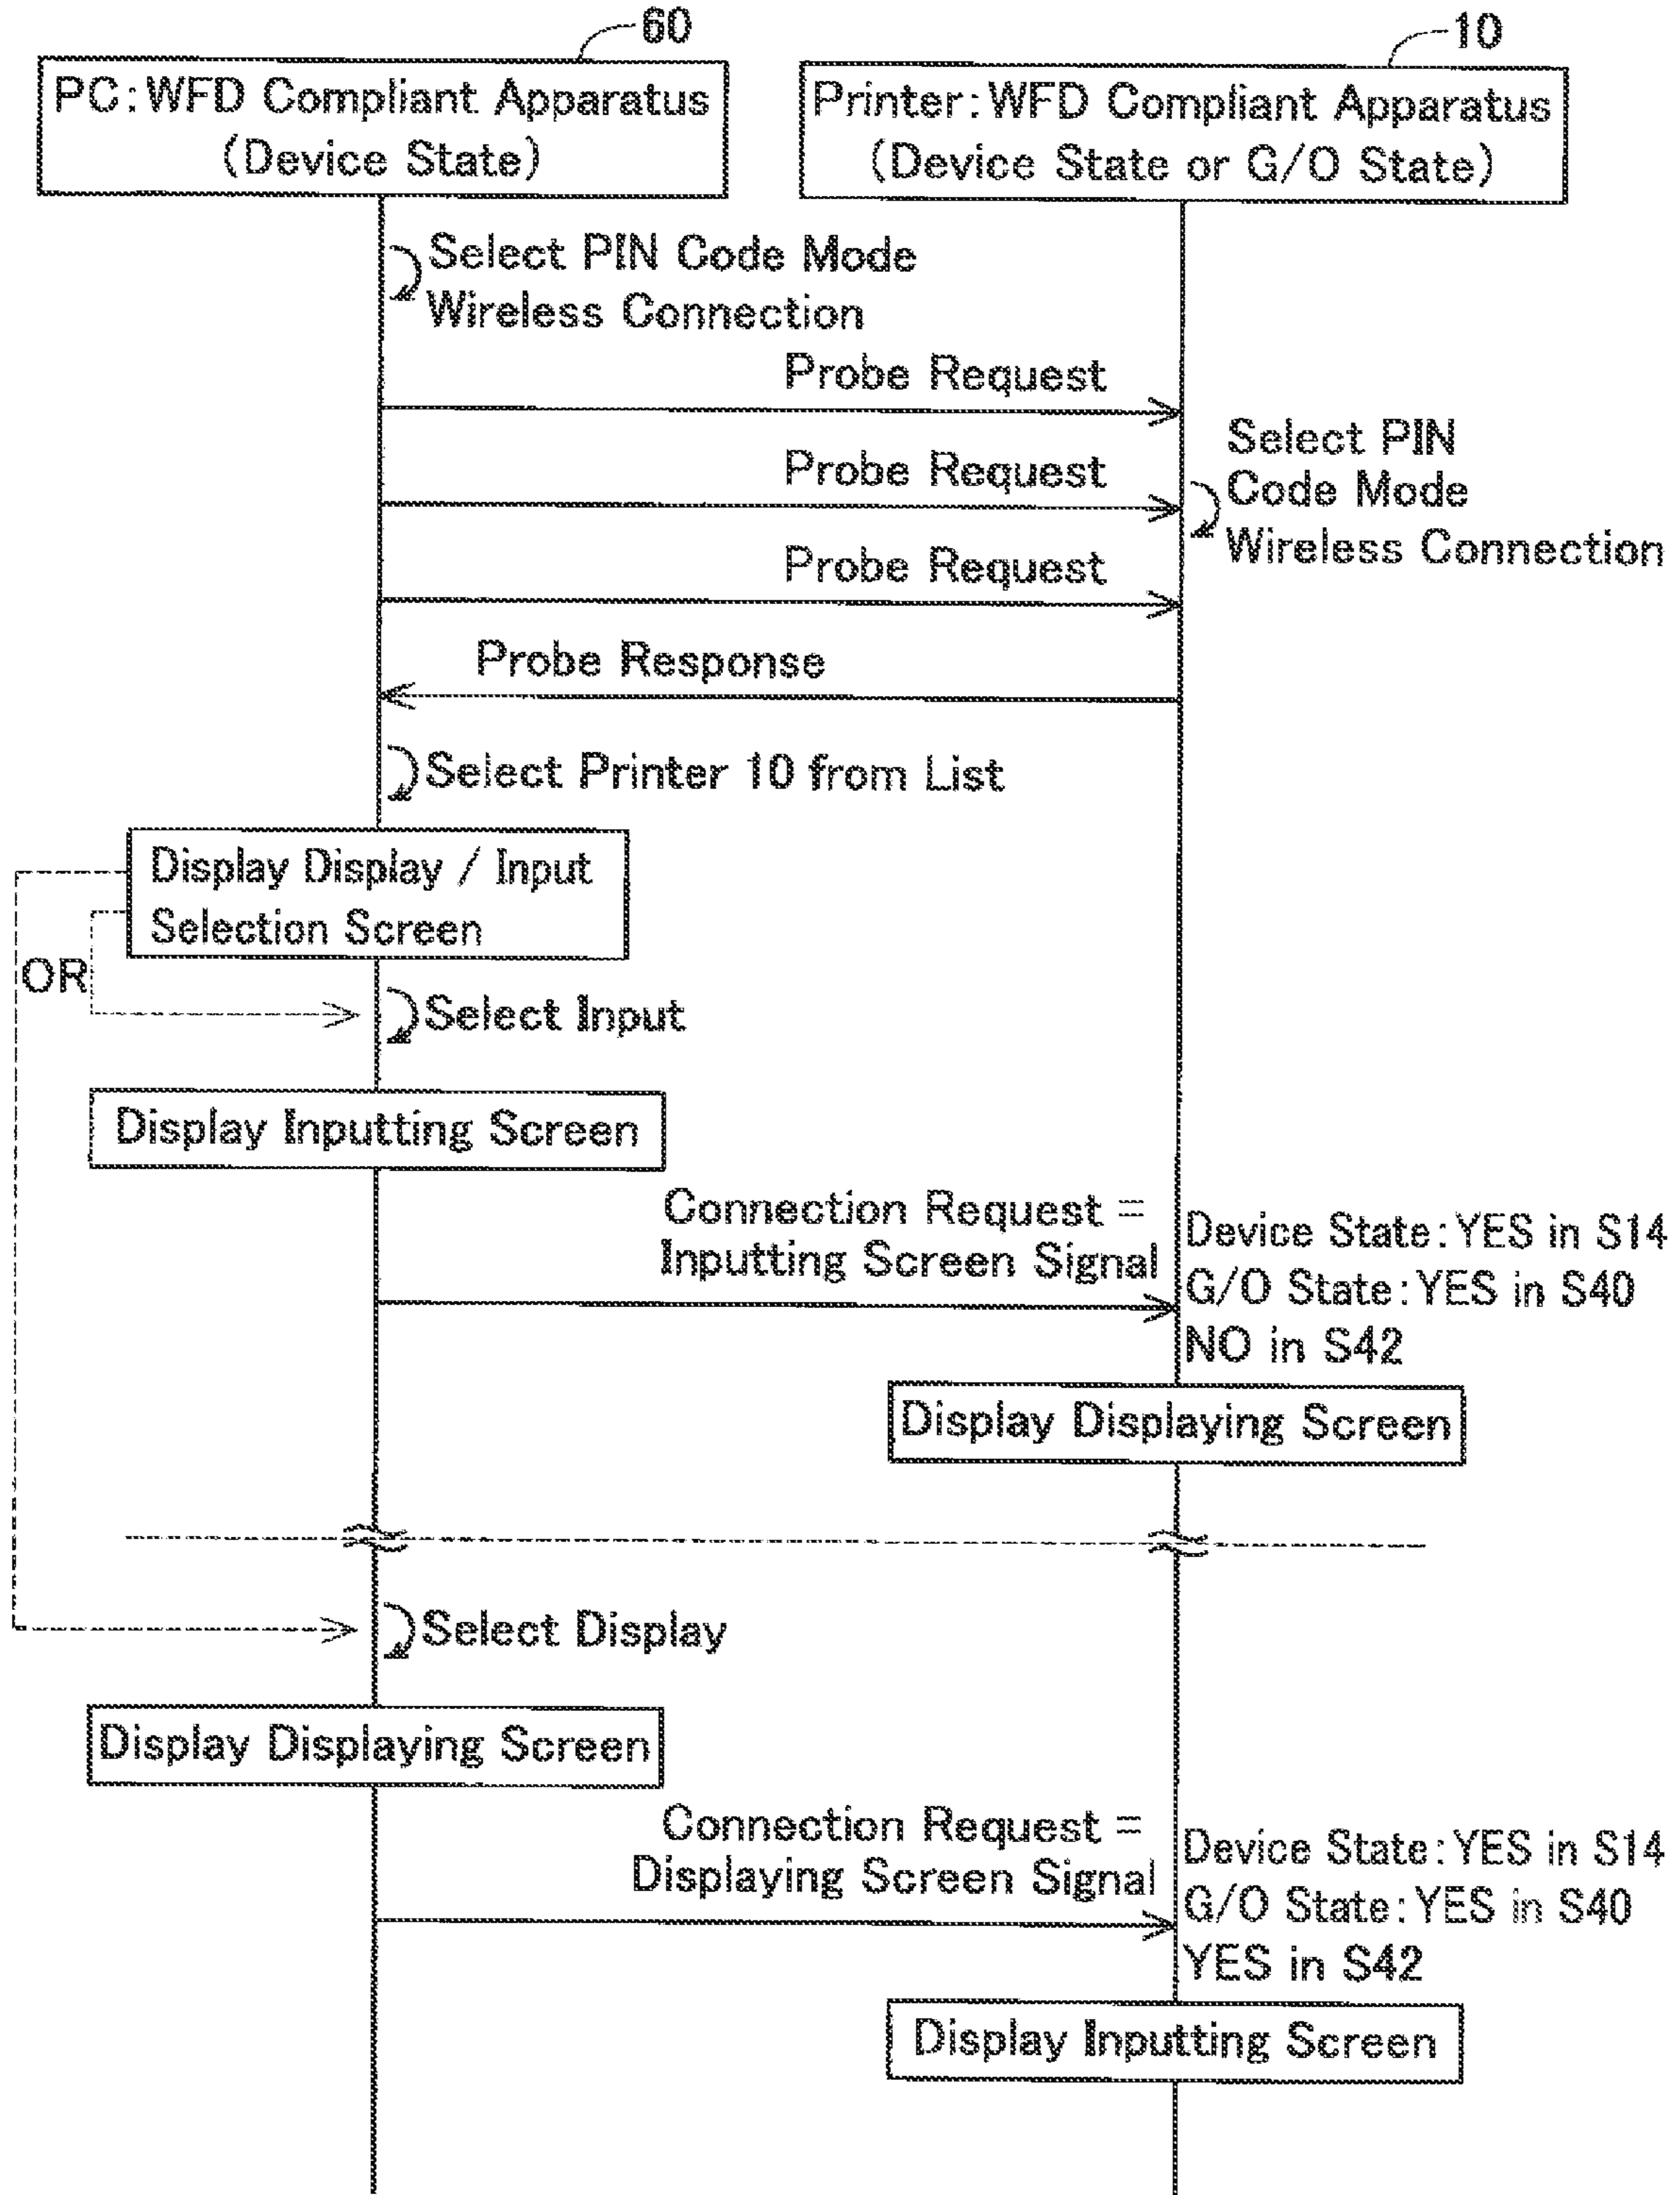 60
10
PC:WFD Compliant Apparatus
(Device State)
Printer:WFD Compliant Apparatus
(Device State or G/O State)
Select PIN Code Mode
Wireless Connection
Probe Request
Select PIN
Code Mode
Wireless Connection
Probe Request
Probe Request
Probe Response
Select Printer 10 from List
Display Display / Input
Selection Screen
OR
Select Input
Display Inputting Screen
Connection Request =
Inputting Screen Signal
Device State:YES in S14
G/O State:YES in S40
NO in S42
Display Displaying Screen
Select Display
Display Displaying Screen
Connection Request =
Displaying Screen Signal
Device State:YES in S14
G/O State:YES in S40
YES in S42
Display Inputting Screen